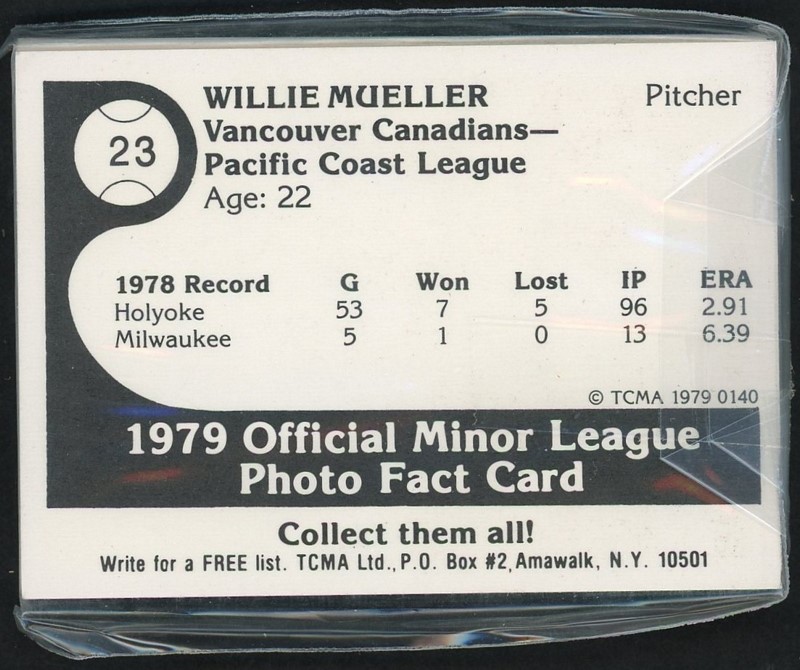 23
WILLIE MUELLER Pitcher
Vancouver Canadians—
Pacific Coast League
Age: 22
1978 Record G Won Lost IP ERA
Holyoke 53 7 5 96 2.91
Milwaukee 5 1 0 13 6.39
© TCMA 1979 0140
1979 Official Minor League
Photo Fact Card
Collect them all!
Write for a FREE list. TCMA Ltd., P.O. Box #2, Amawalk, N.Y. 10501